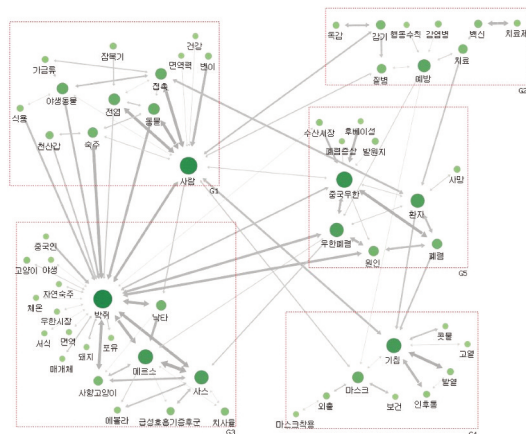 건강
잠복기
면역력 변이
가금류
접촉
야생동물
전염
동물
식용
천산갑
숙주
사람
G1
독감
감기
행동수칙
감염병
백신
치료제
치료
질병
예방
수산시장
후베이성
폐렴증상
발원지
사망
중국우한
환자
우한폐렴
원인
폐렴
G5
중국인
고양이
야생
자연숙주
체온
박쥐
우한시장
낙타
서식
면역
포유
돼지
매개체
메르스
사향고양이
사스
에볼라
급성호흡기증후군
치사율
G3
콧물
기침
고열
마스크
발열
외출
보건
인후통
마스크착용